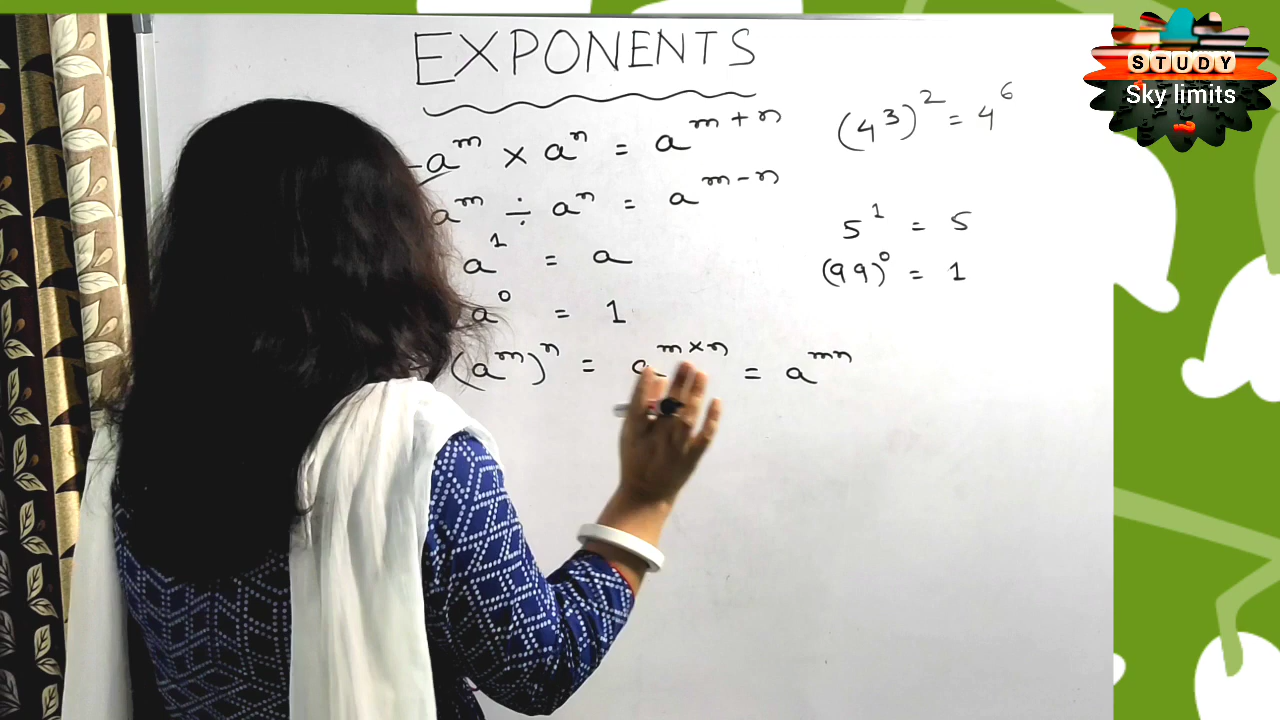 EXPONENTS
a^m × a^n = a^(m + n)
a^m ÷ a^n = a^(m - n)
a^1 = a
a^0 = 1
(a^m)^n = a^(m × n) = a^(mn)
(4^3)^2 = 4^6
5^1 = 5
(99)^0 = 1
STUDY
Sky limits